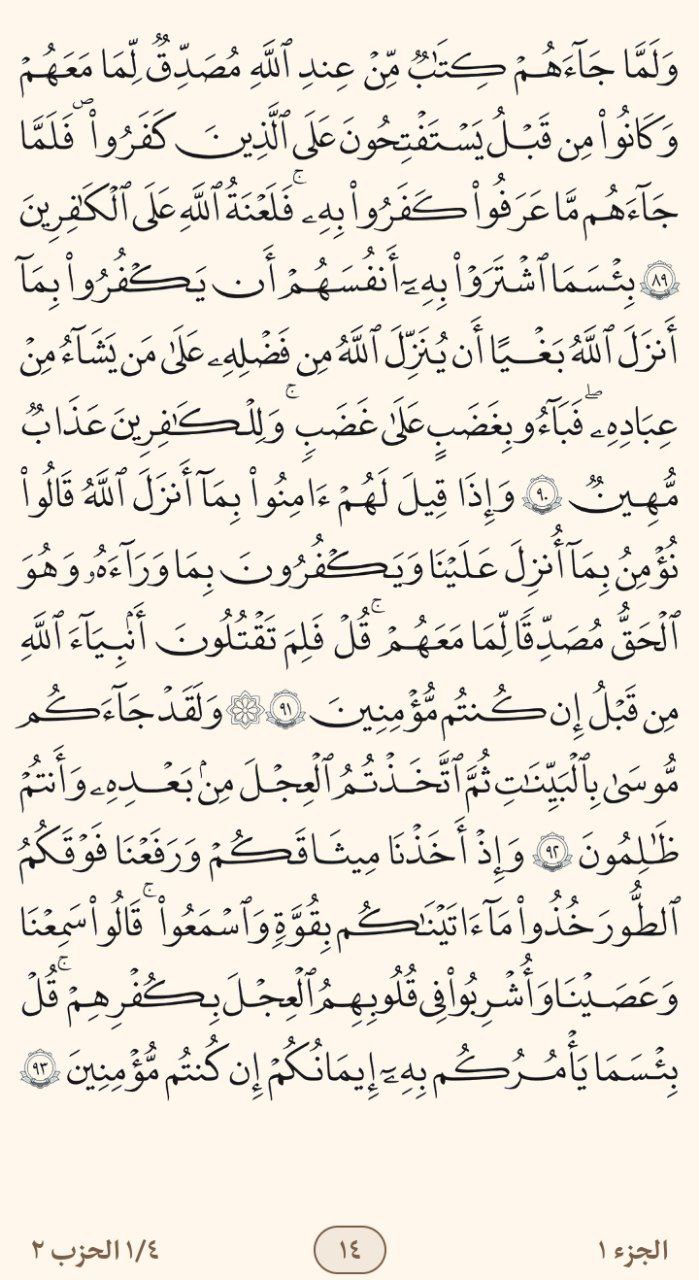 وَلَمَّا جَآءَهُمْ كِتَٰبٌ مِّنْ عِندِ ٱللَّهِ مُصَدِّقٌ لِّمَا مَعَهُمْ
وَكَانُوا۟ مِن قَبْلُ يَسْتَفْتِحُونَ عَلَى ٱلَّذِينَ كَفَرُوا۟ ۖ فَلَمَّا
جَآءَهُم مَّا عَرَفُوا۟ كَفَرُوا۟ بِهِۦ ۚ فَلَعْنَةُ ٱللَّهِ عَلَى ٱلْكَٰفِرِينَ
٨٩ بِئْسَمَا ٱشْتَرَوْا۟ بِهِۦٓ أَنفُسَهُمْ أَن يَكْفُرُوا۟ بِمَآ
أَنزَلَ ٱللَّهُ بَغْيًا أَن يُنَزِّلَ ٱللَّهُ مِن فَضْلِهِۦ عَلَىٰ مَن يَشَآءُ مِنْ
عِبَادِهِۦ ۖ فَبَآءُو بِغَضَبٍ عَلَىٰ غَضَبٍ ۚ وَلِلْكَٰفِرِينَ عَذَابٌ
مُّهِينٌ ٩٠ وَإِذَا قِيلَ لَهُمْ ءَامِنُوا۟ بِمَآ أَنزَلَ ٱللَّهُ قَالُوا۟
نُؤْمِنُ بِمَآ أُنزِلَ عَلَيْنَا وَيَكْفُرُونَ بِمَا وَرَآءَهُۥ وَهُوَ
ٱلْحَقُّ مُصَدِّقًا لِّمَا مَعَهُمْ ۚ قُلْ فَلِمَ تَقْتُلُونَ أَنۢبِيَآءَ ٱللَّهِ
مِن قَبْلُ إِن كُنتُم مُّؤْمِنِينَ ٩١ ۞ وَلَقَدْ جَآءَكُم
مُّوسَىٰ بِٱلْبَيِّنَٰتِ ثُمَّ ٱتَّخَذْتُمُ ٱلْعِجْلَ مِنۢ بَعْدِهِۦ وَأَنتُمْ
ظَٰلِمُونَ ٩٢ وَإِذْ أَخَذْنَا مِيثَٰقَكُمْ وَرَفَعْنَا فَوْقَكُمُ
ٱلطُّورَ خُذُوا۟ مَآ ءَاتَيْنَٰكُم بِقُوَّةٍ وَٱسْمَعُوا۟ ۖ قَالُوا۟ سَمِعْنَا
وَعَصَيْنَا وَأُشْرِبُوا۟ فِى قُلُوبِهِمُ ٱلْعِجْلَ بِكُفْرِهِمْ ۚ قُلْ
بِئْسَمَا يَأْمُرُكُم بِهِۦٓ إِيمَٰنُكُمْ إِن كُنتُم مُّؤْمِنِينَ ٩٣
الجزء ١
١٤
١/٤ الحزب ٢